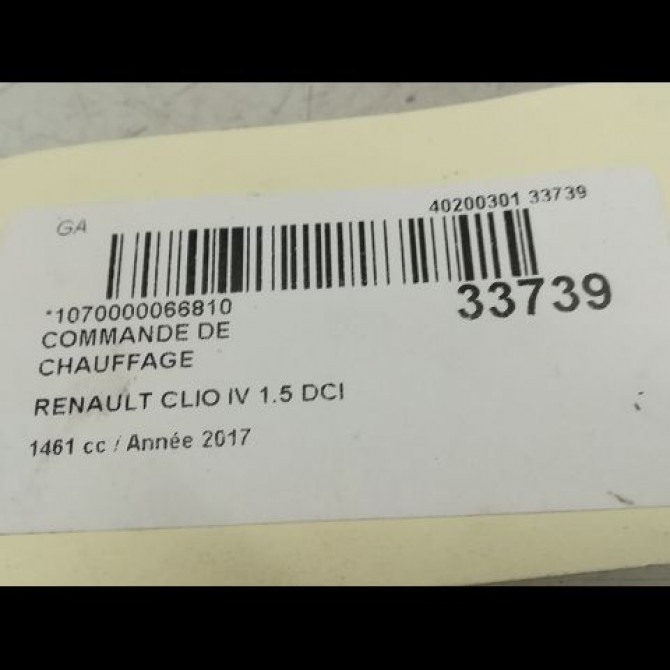 GA
40200301 33739
*1070000066810
33739
COMMANDE DE
CHAUFFAGE
RENAULT CLIO IV 1.5 DCI
1461 cc / Année 2017